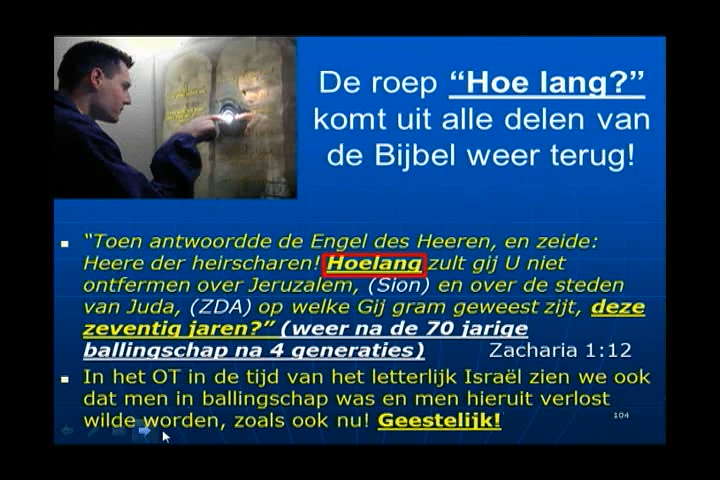 De roep “Hoe lang?”
komt uit alle delen van
de Bijbel weer terug!
“Toen antwoordde de Engel des Heeren, en zeide:
Heere der heirscharen! Hoelang zult gij U niet
ontfermen over Jeruzalem, (Sion) en over de steden
van Juda, (ZDA) op welke Gij gram geweest zijt, deze
zeventig jaren?” (weer na de 70 jarige
ballingschap na 4 generaties) Zacharia 1:12
In het OT in de tijd van het letterlijk Israël zien we ook
dat men in ballingschap was en men hieruit verlost
wilde worden, zoals ook nu! Geestelijk!
104